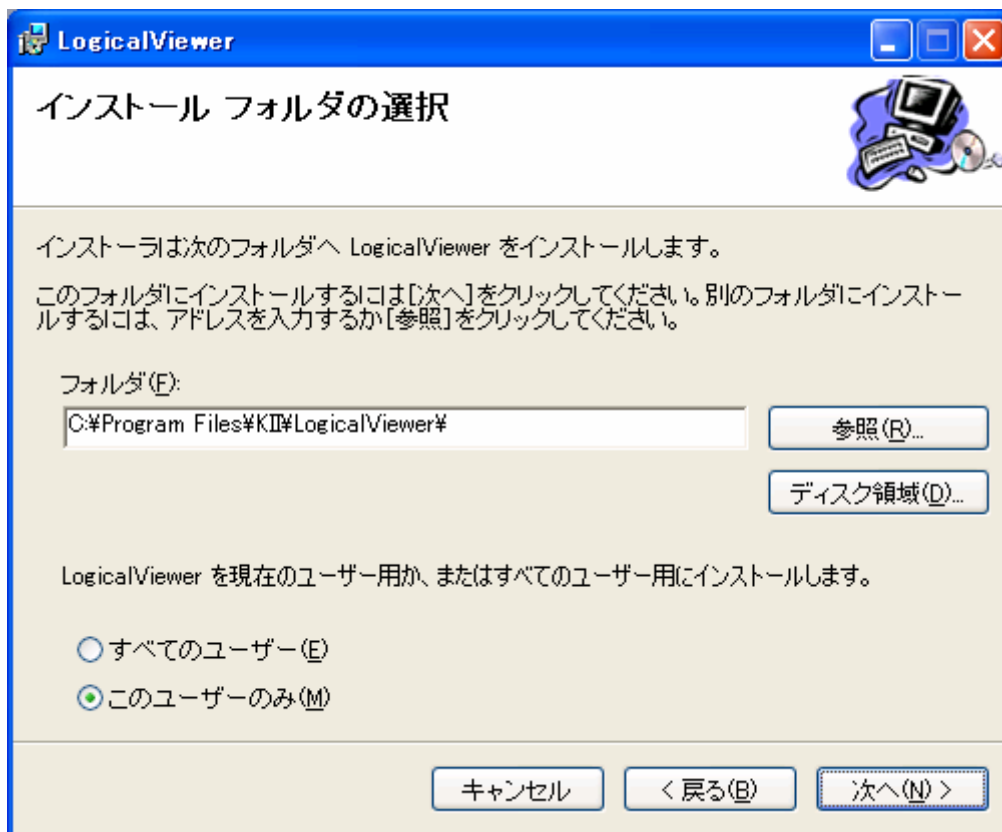 LogicalViewer
インストール フォルダの選択
インストーラは次のフォルダへ LogicalViewer をインストールします。
このフォルダにインストールするには[次へ]をクリックしてください。別のフォルダにインストー
ルするには、アドレスを入力するか[参照]をクリックしてください。
フォルダ(F):
C:¥Program Files¥KII¥LogicalViewer¥
参照(R)...
ディスク領域(D)...
LogicalViewer を現在のユーザー用か、またはすべてのユーザー用にインストールします。
すべてのユーザー(E)
このユーザーのみ(M)
キャンセル
< 戻る(B)
次へ(N) >